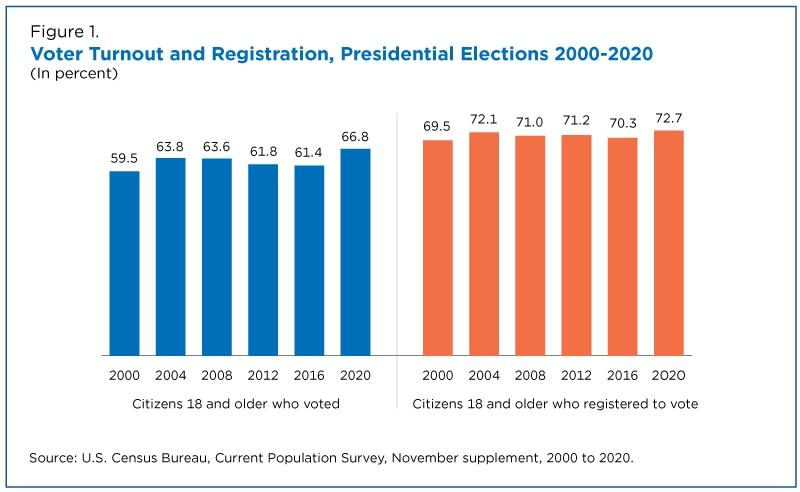 Figure 1.
Voter Turnout and Registration, Presidential Elections 2000-2020
(In percent)
59.5 63.8 63.6 61.8 61.4 66.8
2000 2004 2008 2012 2016 2020
Citizens 18 and older who voted
69.5 72.1 71.0 71.2 70.3 72.7
2000 2004 2008 2012 2016 2020
Citizens 18 and older who registered to vote
Source: U.S. Census Bureau, Current Population Survey, November supplement, 2000 to 2020.